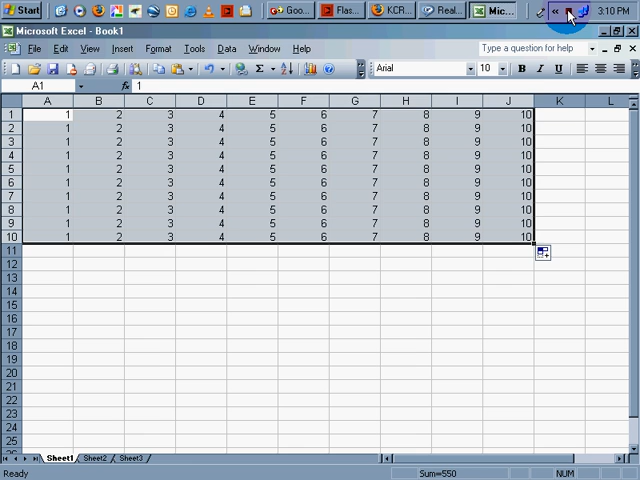 Start Goo... Flas... KCR... Real... Mic... « 3:10 PM
Microsoft Excel - Book1
File Edit View Insert Format Tools Data Window Help Type a question for help
Arial 10 B I U
A1 fx 1
A B C D E F G H I J K L
1 1 2 3 4 5 6 7 8 9 10
2 1 2 3 4 5 6 7 8 9 10
3 1 2 3 4 5 6 7 8 9 10
4 1 2 3 4 5 6 7 8 9 10
5 1 2 3 4 5 6 7 8 9 10
6 1 2 3 4 5 6 7 8 9 10
7 1 2 3 4 5 6 7 8 9 10
8 1 2 3 4 5 6 7 8 9 10
9 1 2 3 4 5 6 7 8 9 10
10 1 2 3 4 5 6 7 8 9 10
11
12
13
14
15
16
17
18
19
20
21
22
23
24
25
Sheet1 Sheet2 Sheet3
Ready Sum=550 NUM